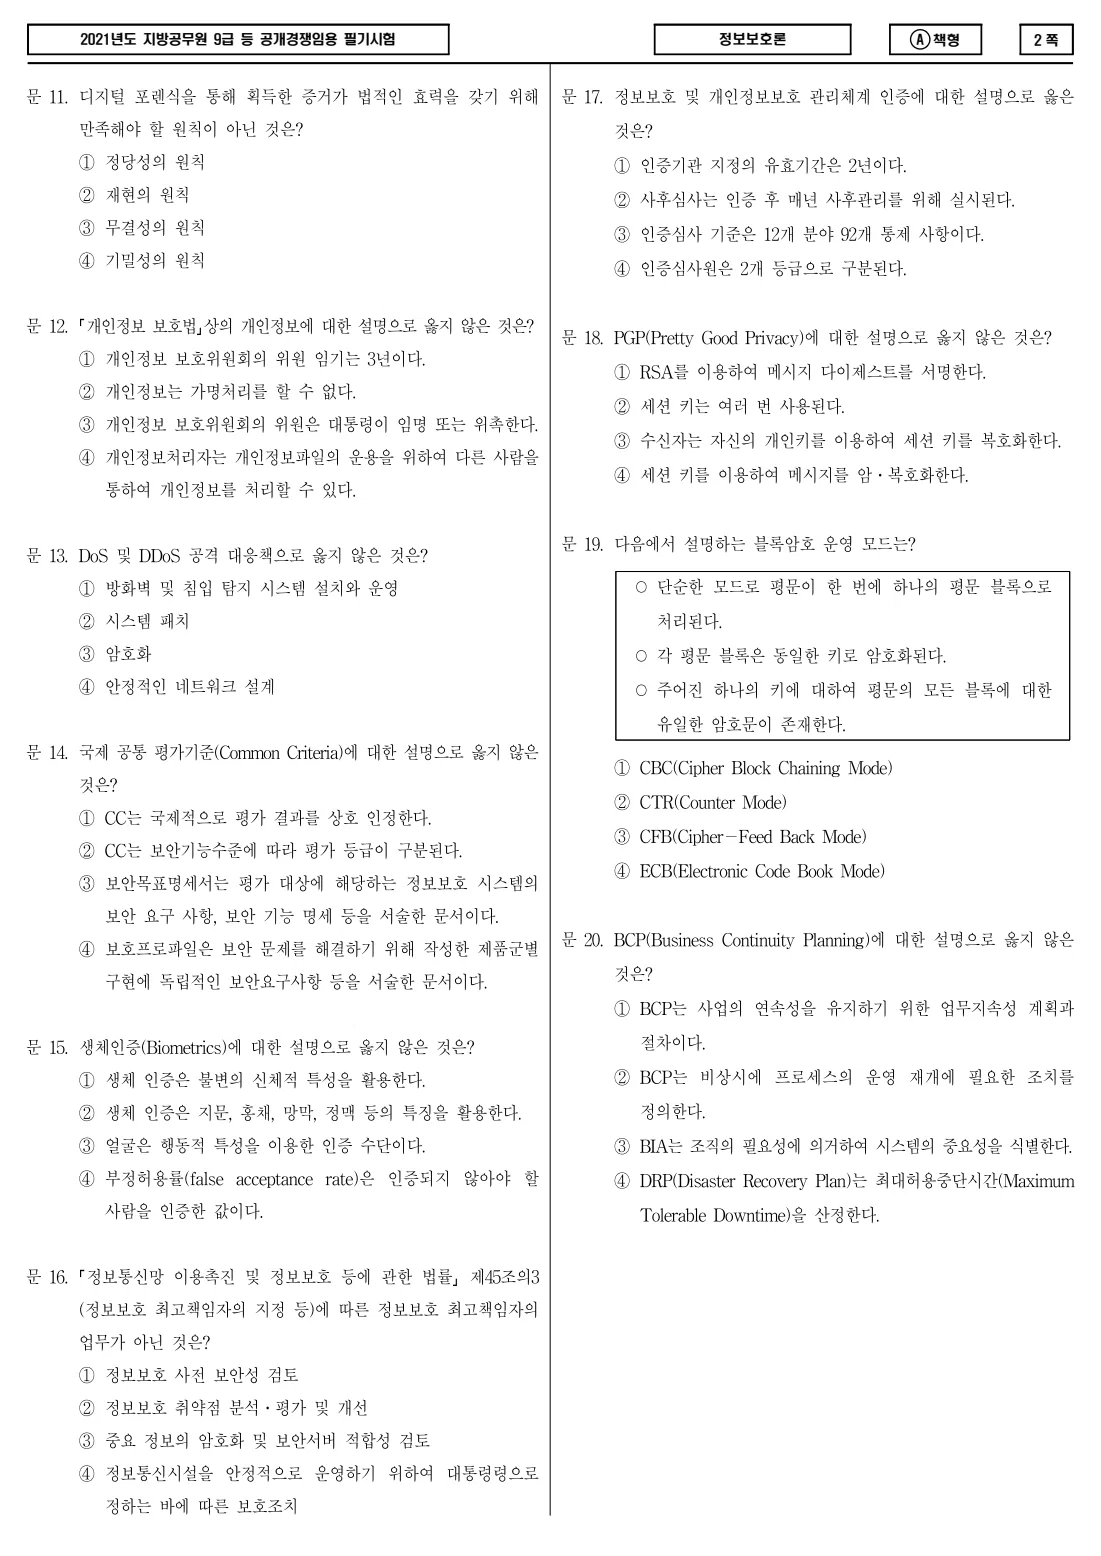 2021년도 지방공무원 9급 등 공개경쟁임용 필기시험
정보보호론
Ⓐ책형
2 쪽
문 11. 디지털 포렌식을 통해 획득한 증거가 법적인 효력을 갖기 위해
만족해야 할 원칙이 아닌 것은?
① 정당성의 원칙
② 재현의 원칙
③ 무결성의 원칙
④ 기밀성의 원칙
문 12. 「개인정보 보호법」상의 개인정보에 대한 설명으로 옳지 않은 것은?
① 개인정보 보호위원회의 위원 임기는 3년이다.
② 개인정보는 가명처리를 할 수 없다.
③ 개인정보 보호위원회의 위원은 대통령이 임명 또는 위촉한다.
④ 개인정보처리자는 개인정보파일의 운용을 위하여 다른 사람을
통하여 개인정보를 처리할 수 있다.
문 13. DoS 및 DDoS 공격 대응책으로 옳지 않은 것은?
① 방화벽 및 침입 탐지 시스템 설치와 운영
② 시스템 패치
③ 암호화
④ 안정적인 네트워크 설계
문 14. 국제 공통 평가기준(Common Criteria)에 대한 설명으로 옳지 않은
것은?
① CC는 국제적으로 평가 결과를 상호 인정한다.
② CC는 보안기능수준에 따라 평가 등급이 구분된다.
③ 보안목표명세서는 평가 대상에 해당하는 정보보호 시스템의
보안 요구 사항, 보안 기능 명세 등을 서술한 문서이다.
④ 보호프로파일은 보안 문제를 해결하기 위해 작성한 제품군별
구현에 독립적인 보안요구사항 등을 서술한 문서이다.
문 15. 생체인증(Biometrics)에 대한 설명으로 옳지 않은 것은?
① 생체 인증은 불변의 신체적 특성을 활용한다.
② 생체 인증은 지문, 홍채, 망막, 정맥 등의 특징을 활용한다.
③ 얼굴은 행동적 특성을 이용한 인증 수단이다.
④ 부정허용률(false acceptance rate)은 인증되지 않아야 할
사람을 인증한 값이다.
문 16. 「정보통신망 이용촉진 및 정보보호 등에 관한 법률」 제45조의3
(정보보호 최고책임자의 지정 등)에 따른 정보보호 최고책임자의
업무가 아닌 것은?
① 정보보호 사전 보안성 검토
② 정보보호 취약점 분석・평가 및 개선
③ 중요 정보의 암호화 및 보안서버 적합성 검토
④ 정보통신시설을 안정적으로 운영하기 위하여 대통령령으로
정하는 바에 따른 보호조치
문 17. 정보보호 및 개인정보보호 관리체계 인증에 대한 설명으로 옳은
것은?
① 인증기관 지정의 유효기간은 2년이다.
② 사후심사는 인증 후 매년 사후관리를 위해 실시된다.
③ 인증심사 기준은 12개 분야 92개 통제 사항이다.
④ 인증심사원은 2개 등급으로 구분된다.
문 18. PGP(Pretty Good Privacy)에 대한 설명으로 옳지 않은 것은?
① RSA를 이용하여 메시지 다이제스트를 서명한다.
② 세션 키는 여러 번 사용된다.
③ 수신자는 자신의 개인키를 이용하여 세션 키를 복호화한다.
④ 세션 키를 이용하여 메시지를 암・복호화한다.
문 19. 다음에서 설명하는 블록암호 운영 모드는?
○ 단순한 모드로 평문이 한 번에 하나의 평문 블록으로
처리된다.
○ 각 평문 블록은 동일한 키로 암호화된다.
○ 주어진 하나의 키에 대하여 평문의 모든 블록에 대한
유일한 암호문이 존재한다.
① CBC(Cipher Block Chaining Mode)
② CTR(Counter Mode)
③ CFB(Cipher-Feed Back Mode)
④ ECB(Electronic Code Book Mode)
문 20. BCP(Business Continuity Planning)에 대한 설명으로 옳지 않은
것은?
① BCP는 사업의 연속성을 유지하기 위한 업무지속성 계획과
절차이다.
② BCP는 비상시에 프로세스의 운영 재개에 필요한 조치를
정의한다.
③ BIA는 조직의 필요성에 의거하여 시스템의 중요성을 식별한다.
④ DRP(Disaster Recovery Plan)는 최대허용중단시간(Maximum
Tolerable Downtime)을 산정한다.